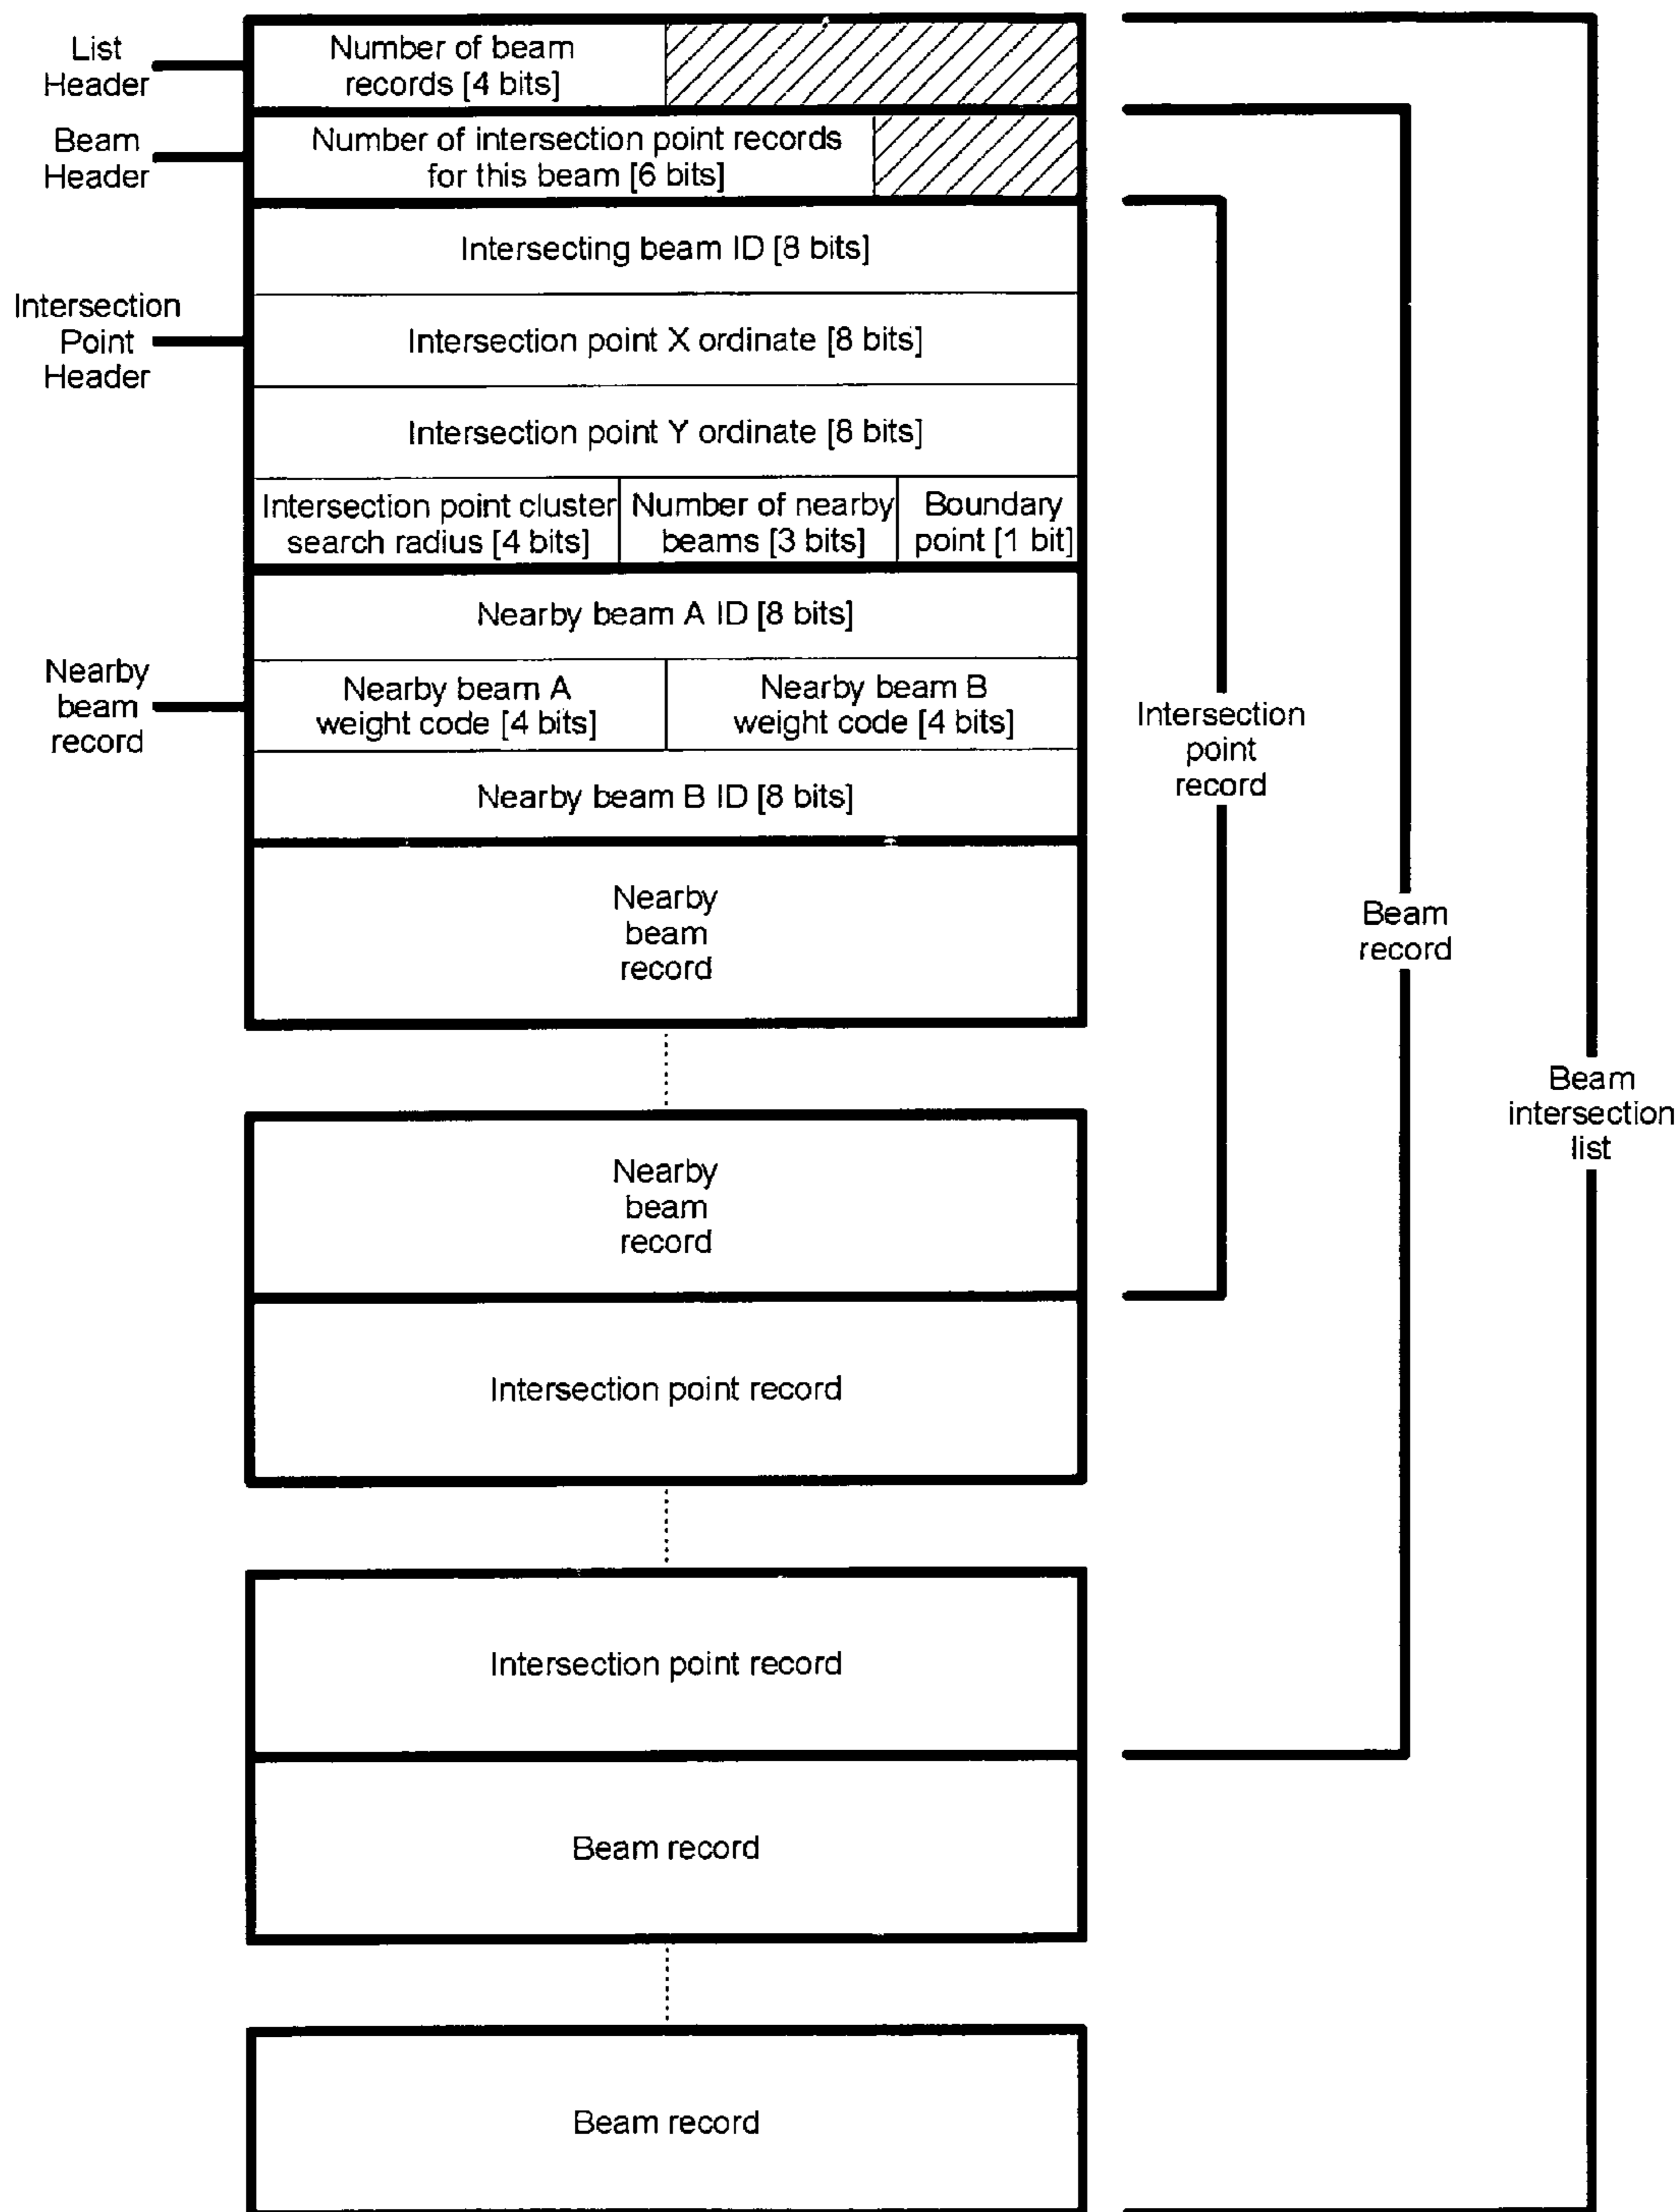 List
Header
Number of beam
records [4 bits]
Beam
Header
Number of intersection point records
for this beam [6 bits]
Intersecting beam ID [8 bits]
Intersection
Point
Header
Intersection point X ordinate [8 bits]
Intersection point Y ordinate [8 bits]
Intersection point cluster
search radius [4 bits]
Number of nearby
beams [3 bits]
Boundary
point [1 bit]
Nearby beam A ID [8 bits]
Nearby
beam
record
Nearby beam A
weight code [4 bits]
Nearby beam B
weight code [4 bits]
Nearby beam B ID [8 bits]
Intersection
point
record
Nearby
beam
record
Beam
record
Beam
intersection
list
Nearby
beam
record
Intersection point record
Intersection point record
Beam record
Beam record